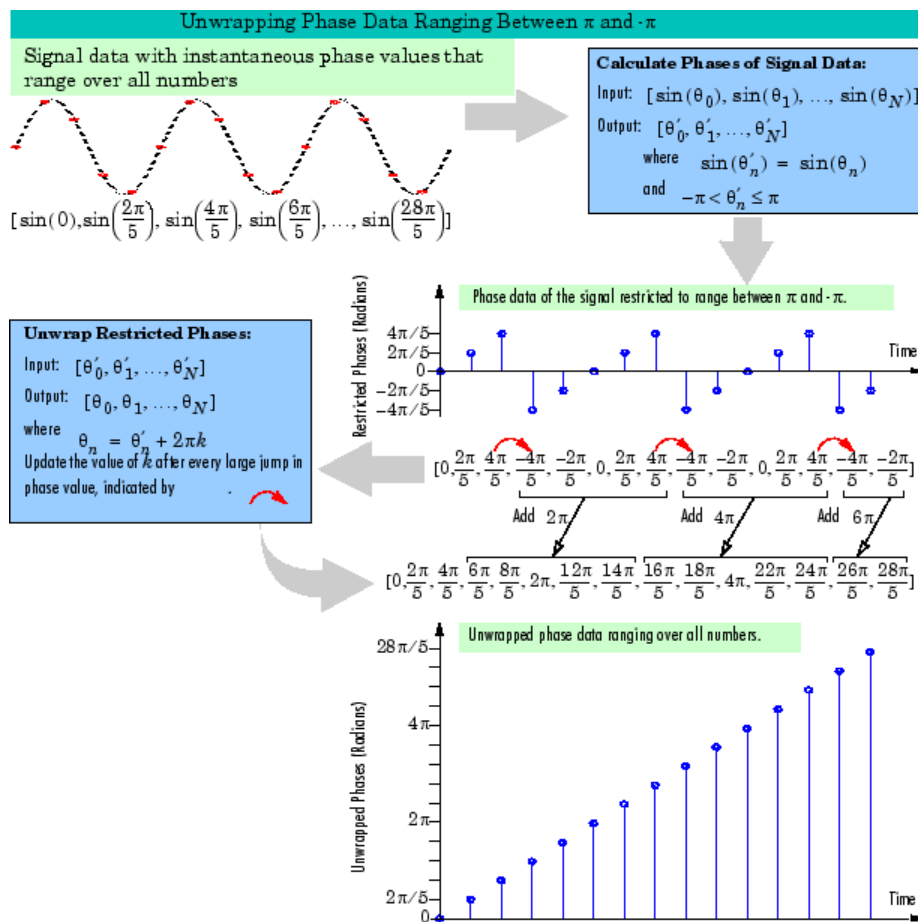 Unwrapping Phase Data Ranging Between π and -π
Signal data with instantaneous phase values that
range over all numbers
[sin(0),sin(2π/5), sin(4π/5), sin(6π/5), ..., sin(28π/5)]
Calculate Phases of Signal Data:
Input: [sin(θ₀), sin(θ₁), ..., sin(θ_N)]
Output: [θ′₀, θ′₁, ..., θ′_N]
where sin(θ′ₙ) = sin(θₙ)
and -π < θ′ₙ ≤ π
Phase data of the signal restricted to range between π and -π.
Restricted Phases (Radians)
4π/5
2π/5
0
-2π/5
-4π/5
Time
Unwrap Restricted Phases:
Input: [θ′₀, θ′₁, ..., θ′_N]
Output: [θ₀, θ₁, ..., θ_N]
where
θₙ = θ′ₙ + 2πk
Update the value of k after every large jump in
phase value, indicated by .
[0, 2π/5, 4π/5, -4π/5, -2π/5, 0, 2π/5, 4π/5, -4π/5, -2π/5, 0, 2π/5, 4π/5, -4π/5, -2π/5]
Add 2π Add 4π Add 6π
[0, 2π/5, 4π/5, 6π/5, 8π/5, 2π, 12π/5, 14π/5, 16π/5, 18π/5, 4π, 22π/5, 24π/5, 26π/5, 28π/5]
Unwrapped phase data ranging over all numbers.
Unwrapped Phases (Radians)
28π/5
4π
2π
2π/5
0
Time